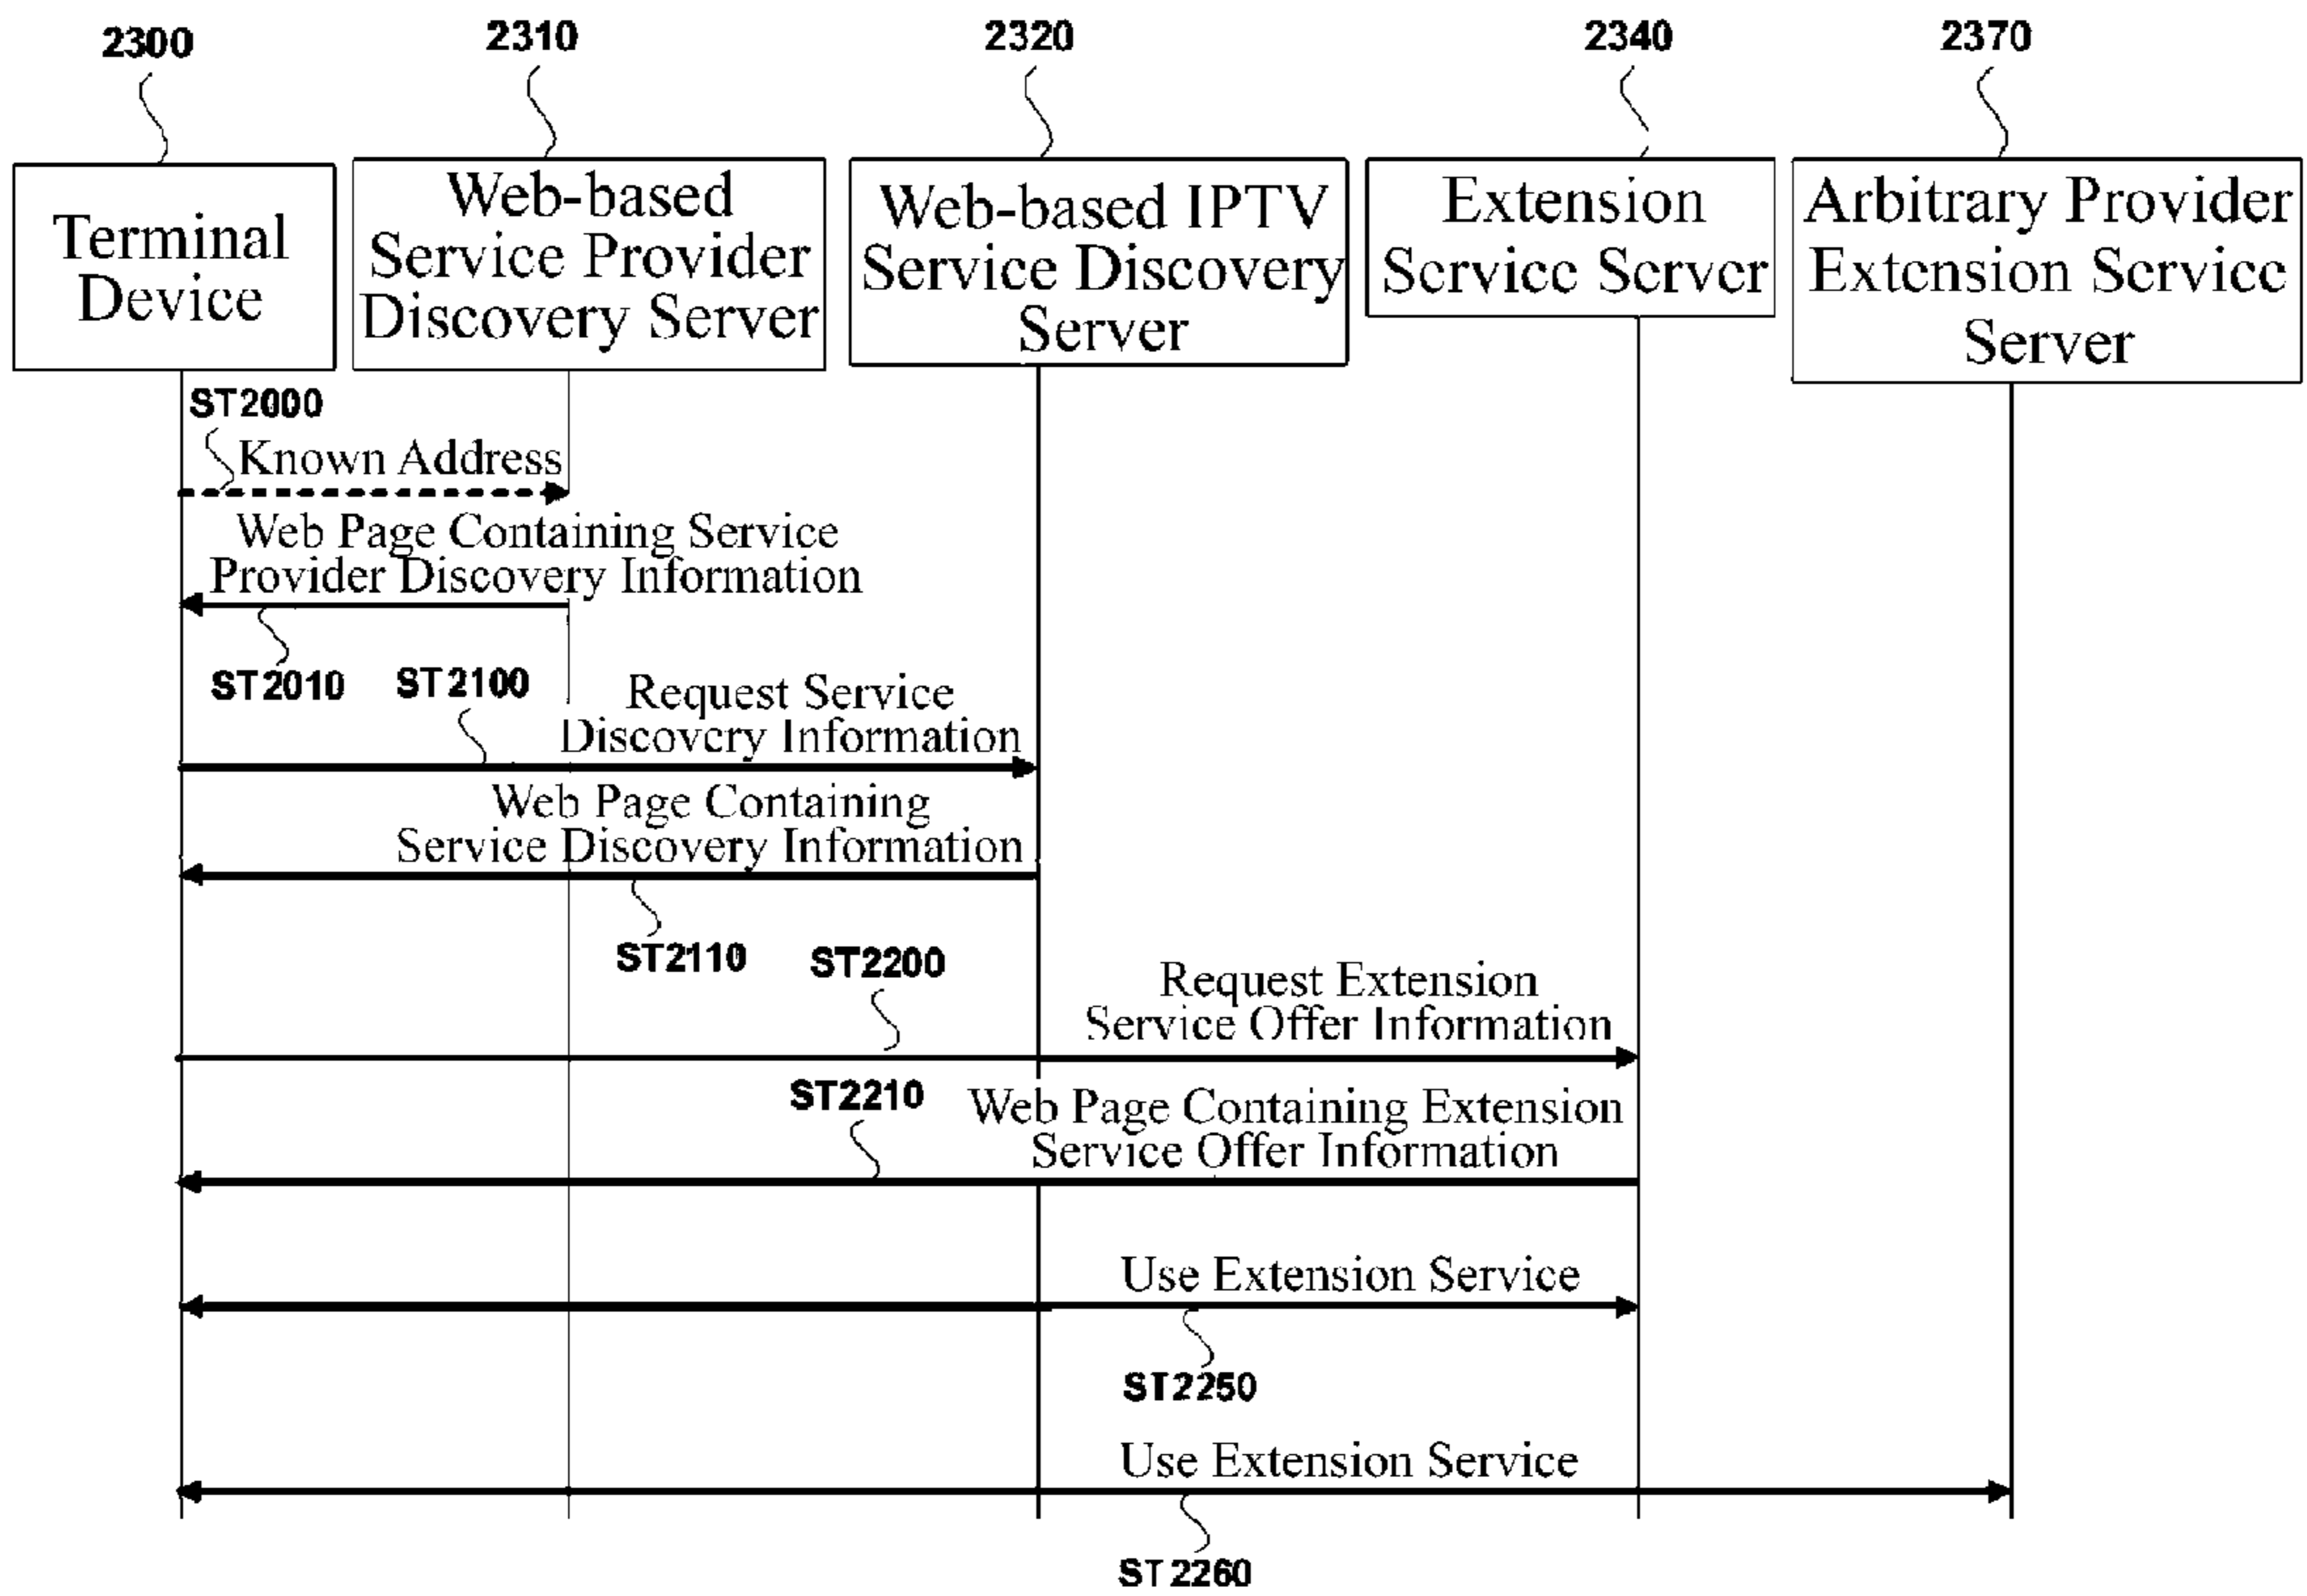 2300
2310
2320
2340
2370
Terminal
Device
Web-based
Service Provider
Discovery Server
Web-based IPTV
Service Discovery
Server
Extension
Service Server
Arbitrary Provider
Extension Service
Server
ST2000
Known Address
Web Page Containing Service
Provider Discovery Information
ST2010
ST2100
Request Service
Discovery Information
Web Page Containing
Service Discovery Information
ST2110
ST2200
Request Extension
Service Offer Information
ST2210
Web Page Containing Extension
Service Offer Information
Use Extension Service
ST2250
Use Extension Service
ST2260